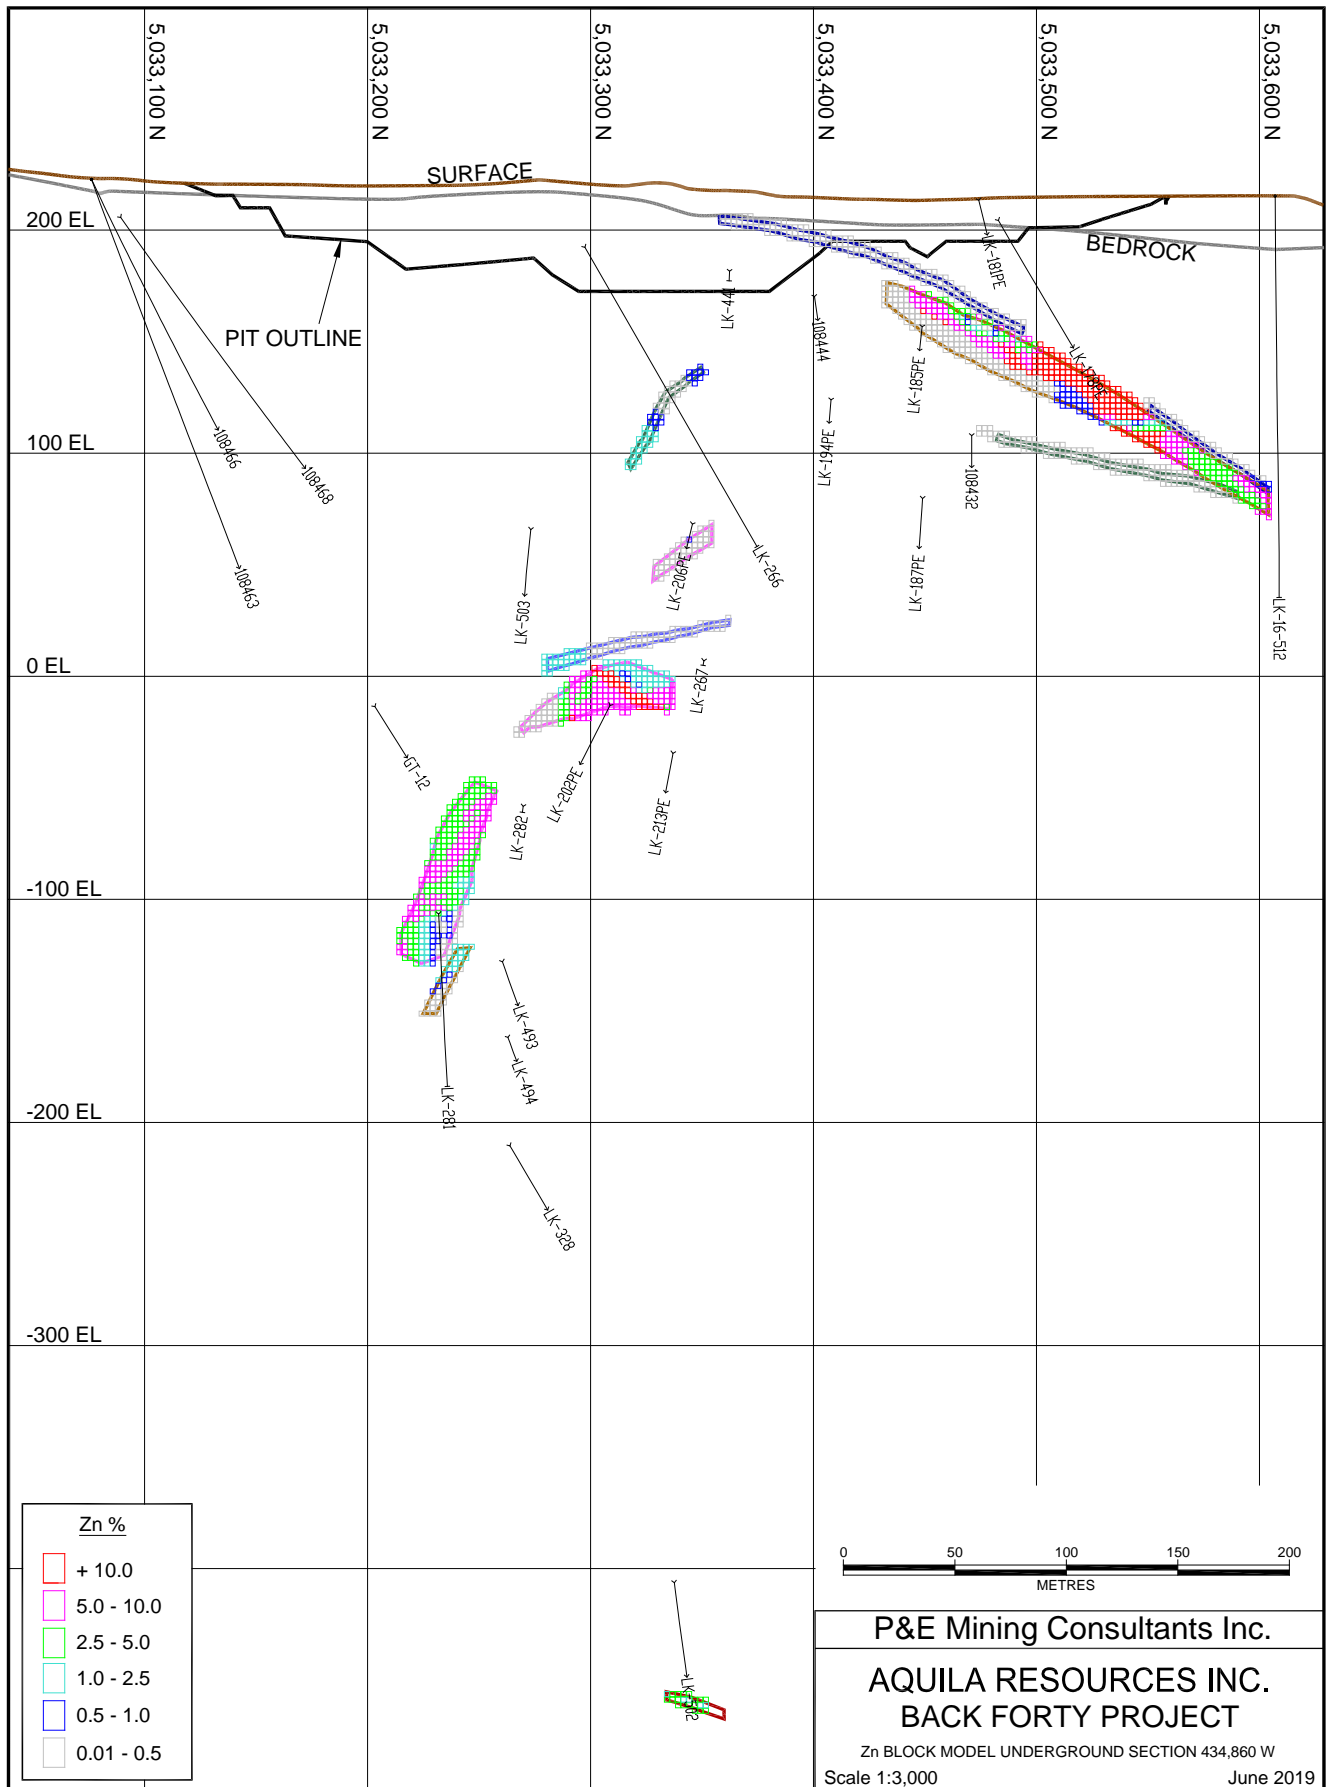 5,033,100 N
5,033,200 N
5,033,300 N
5,033,400 N
5,033,500 N
5,033,600 N
SURFACE
200 EL
BEDROCK
LK-181PE
PIT OUTLINE
LK-441
108444
LK-185PE
LK-178PE
108466
108468
LK-194PE
108432
108463
LK-503
LK-206PE
LK-266
LK-187PE
LK-16-512
100 EL
0 EL
LK-267
GT-12
LK-202PE
LK-282
LK-213PE
-100 EL
LK-493
LK-494
LK-281
-200 EL
LK-328
-300 EL
LK-502
Zn %
+ 10.0
5.0 - 10.0
2.5 - 5.0
1.0 - 2.5
0.5 - 1.0
0.01 - 0.5
0 50 100 150 200
METRES
P&E Mining Consultants Inc.
AQUILA RESOURCES INC.
BACK FORTY PROJECT
Zn BLOCK MODEL UNDERGROUND SECTION 434,860 W
Scale 1:3,000 June 2019